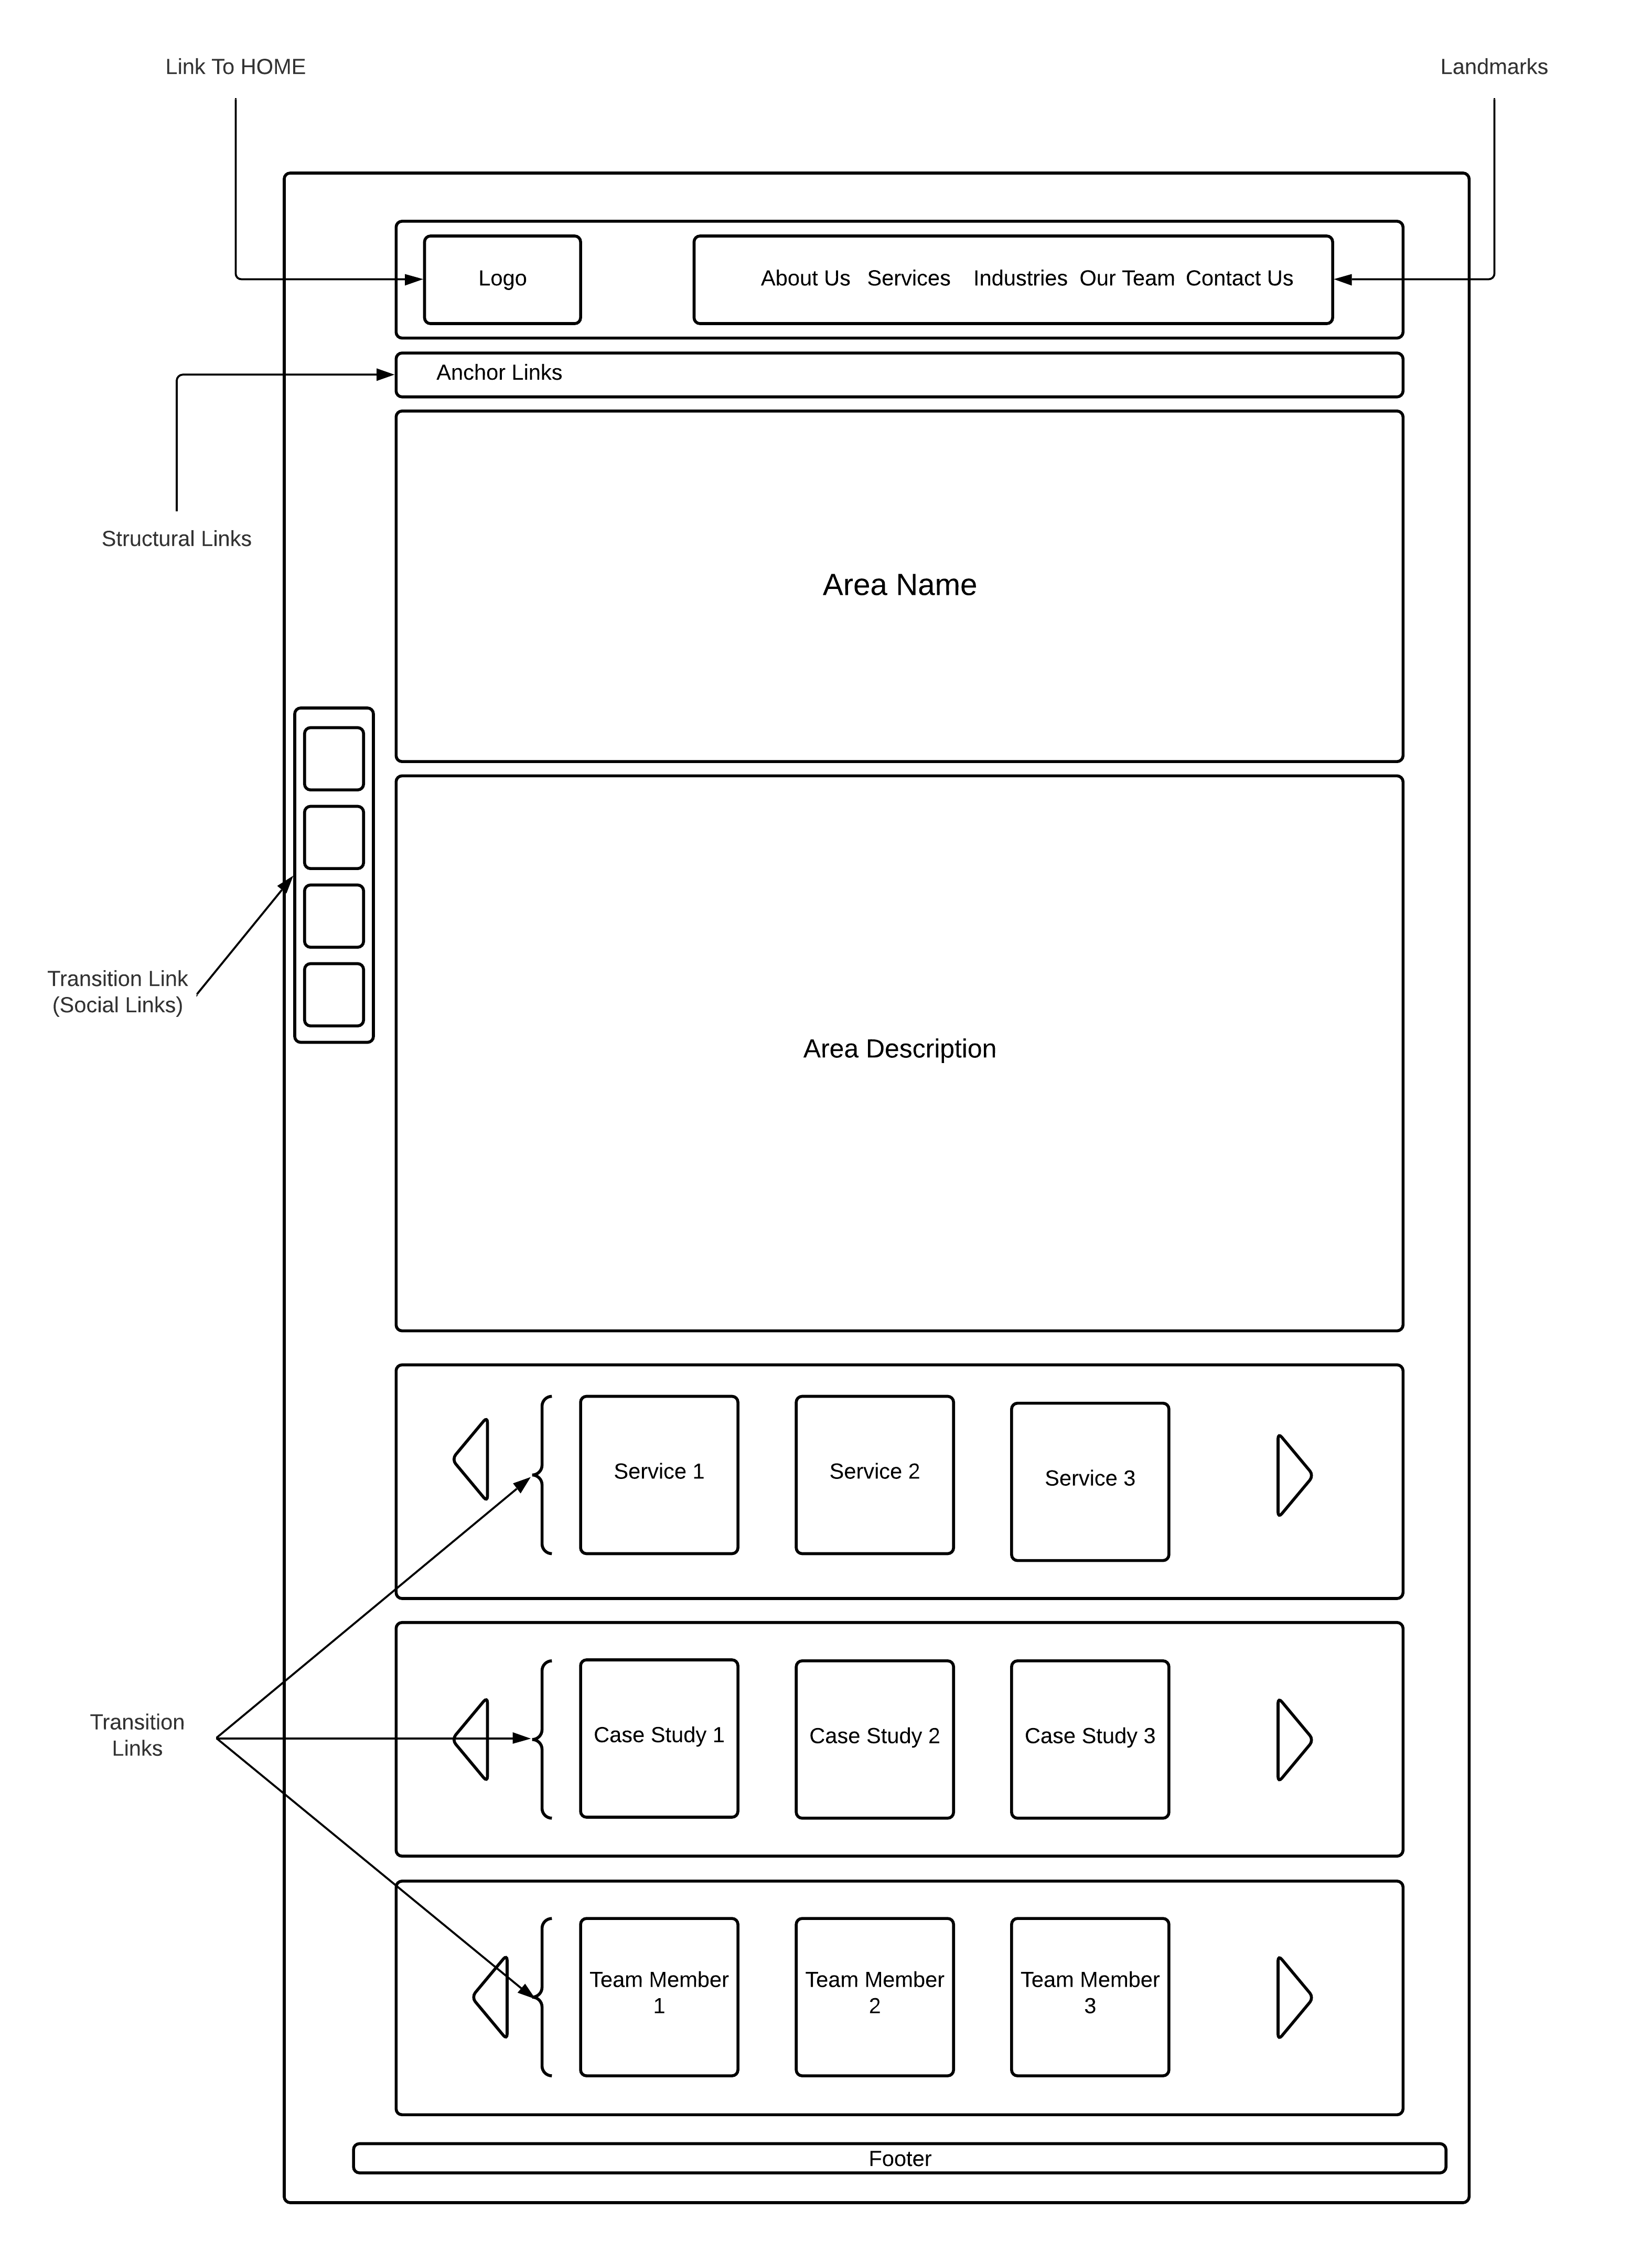 Link To HOME
Landmarks
Logo
About Us Services Industries Our Team Contact Us
Anchor Links
Structural Links
Area Name
Transition Link
(Social Links)
Area Description
Service 1
Service 2
Service 3
Transition
Links
Case Study 1
Case Study 2
Case Study 3
Team Member
1
Team Member
2
Team Member
3
Footer